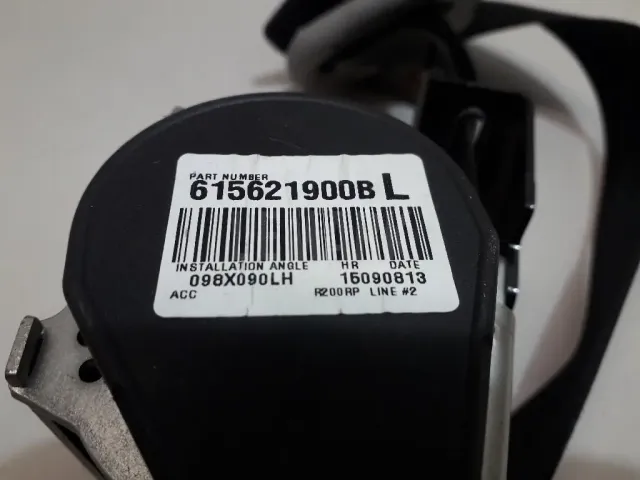 PART NUMBER
615621900B L
INSTALLATION ANGLE HR DATE
098X090LH 15090813
ACC R200RP LINE #2